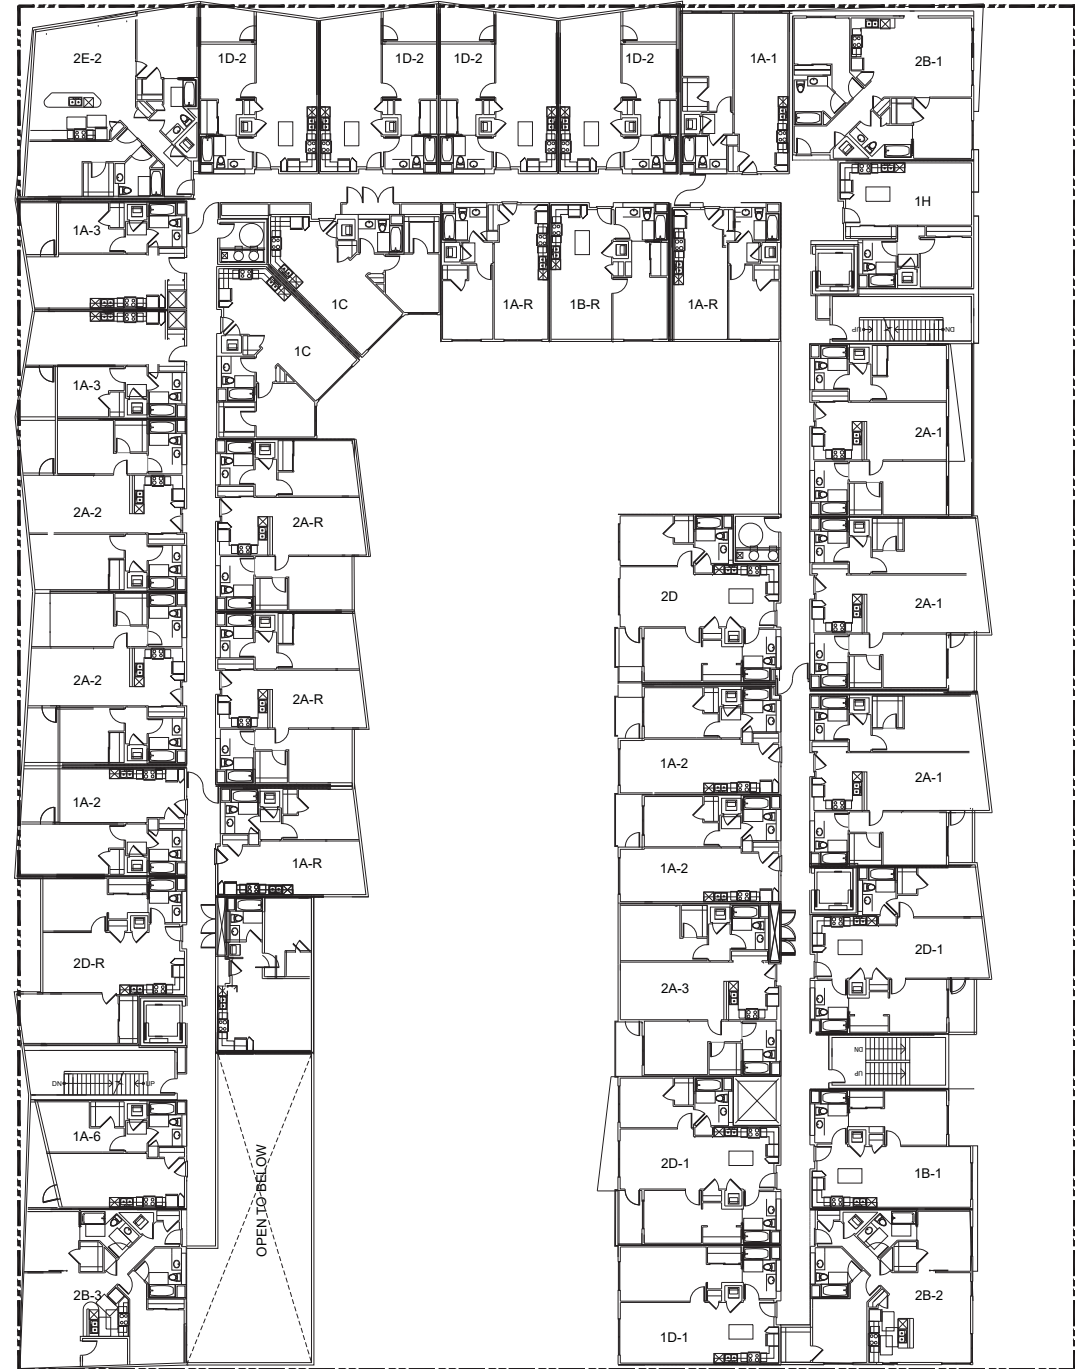 2E-2
1D-2
1D-2
1D-2
1D-2
1A-1
2B-1
1H
1A-3
1C
1A-R
1B-R
1A-R
UP
DN
1C
1A-3
2A-1
2A-2
2A-R
2D
2A-1
2A-2
2A-R
1A-2
2A-1
1A-2
1A-R
1A-2
2D-R
2D-1
2A-3
DN
UP
DN
UP
1A-6
2D-1
1B-1
OPEN TO BELOW
2B-3
2B-2
1D-1